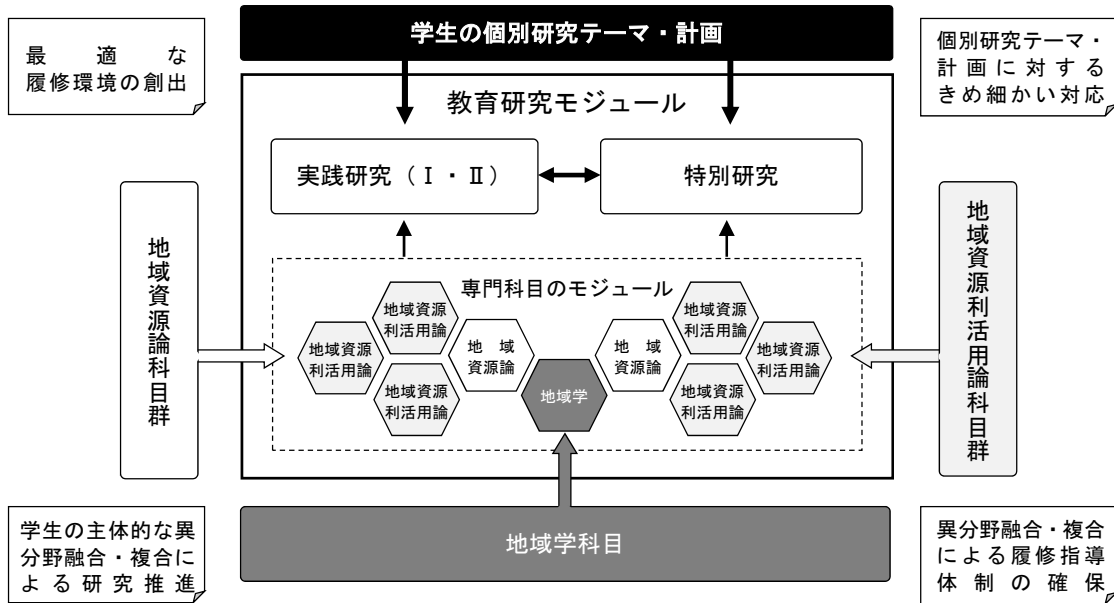 学生の個別研究テーマ・計画
最適な
履修環境の創出
個別研究テーマ・
計画に対する
きめ細かい対応
教育研究モジュール
実践研究（Ⅰ・Ⅱ）
特別研究
地域資源論科目群
地域資源利活用論科目群
専門科目のモジュール
地域資源
利活用論
地域資源
利活用論
地域資源
利活用論
地域
資源論
地域学
地域
資源論
地域資源
利活用論
地域資源
利活用論
地域資源
利活用論
学生の主体的な異
分野融合・複合に
よる研究推進
地域学科目
異分野融合・複合
による履修指導
体制の確保